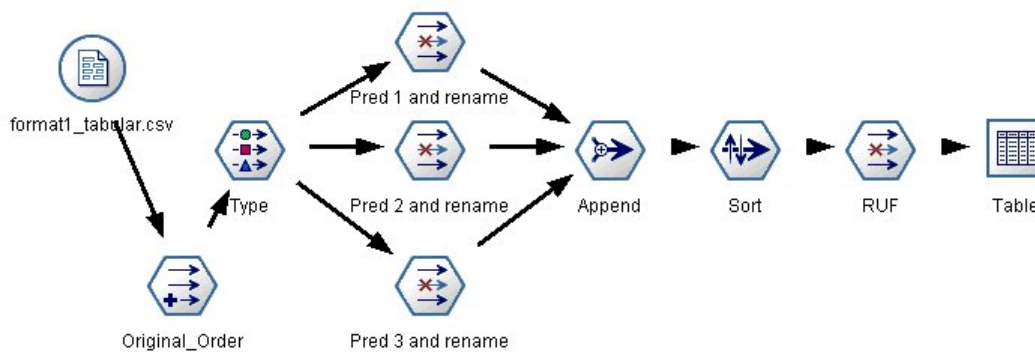 Pred 1 and rename
format1_tabular.csv
Type
Pred 2 and rename
Append
Sort
RUF
Table
Original_Order
Pred 3 and rename